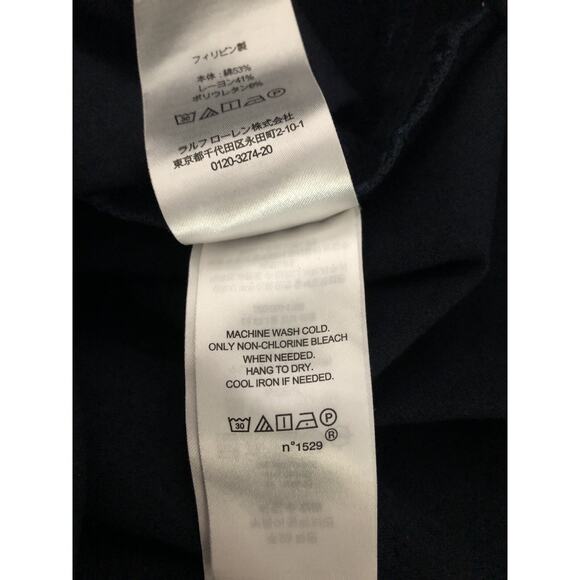 フィリピン製
本体：綿53%
レーヨン41%
ポリウレタン6%
30
P
ラルフ ローレン株式会社
東京都千代田区永田町2-10-1
0120-3274-20
MACHINE WASH COLD.
ONLY NON-CHLORINE BLEACH
WHEN NEEDED.
HANG TO DRY.
COOL IRON IF NEEDED.
30
P
®
n°1529